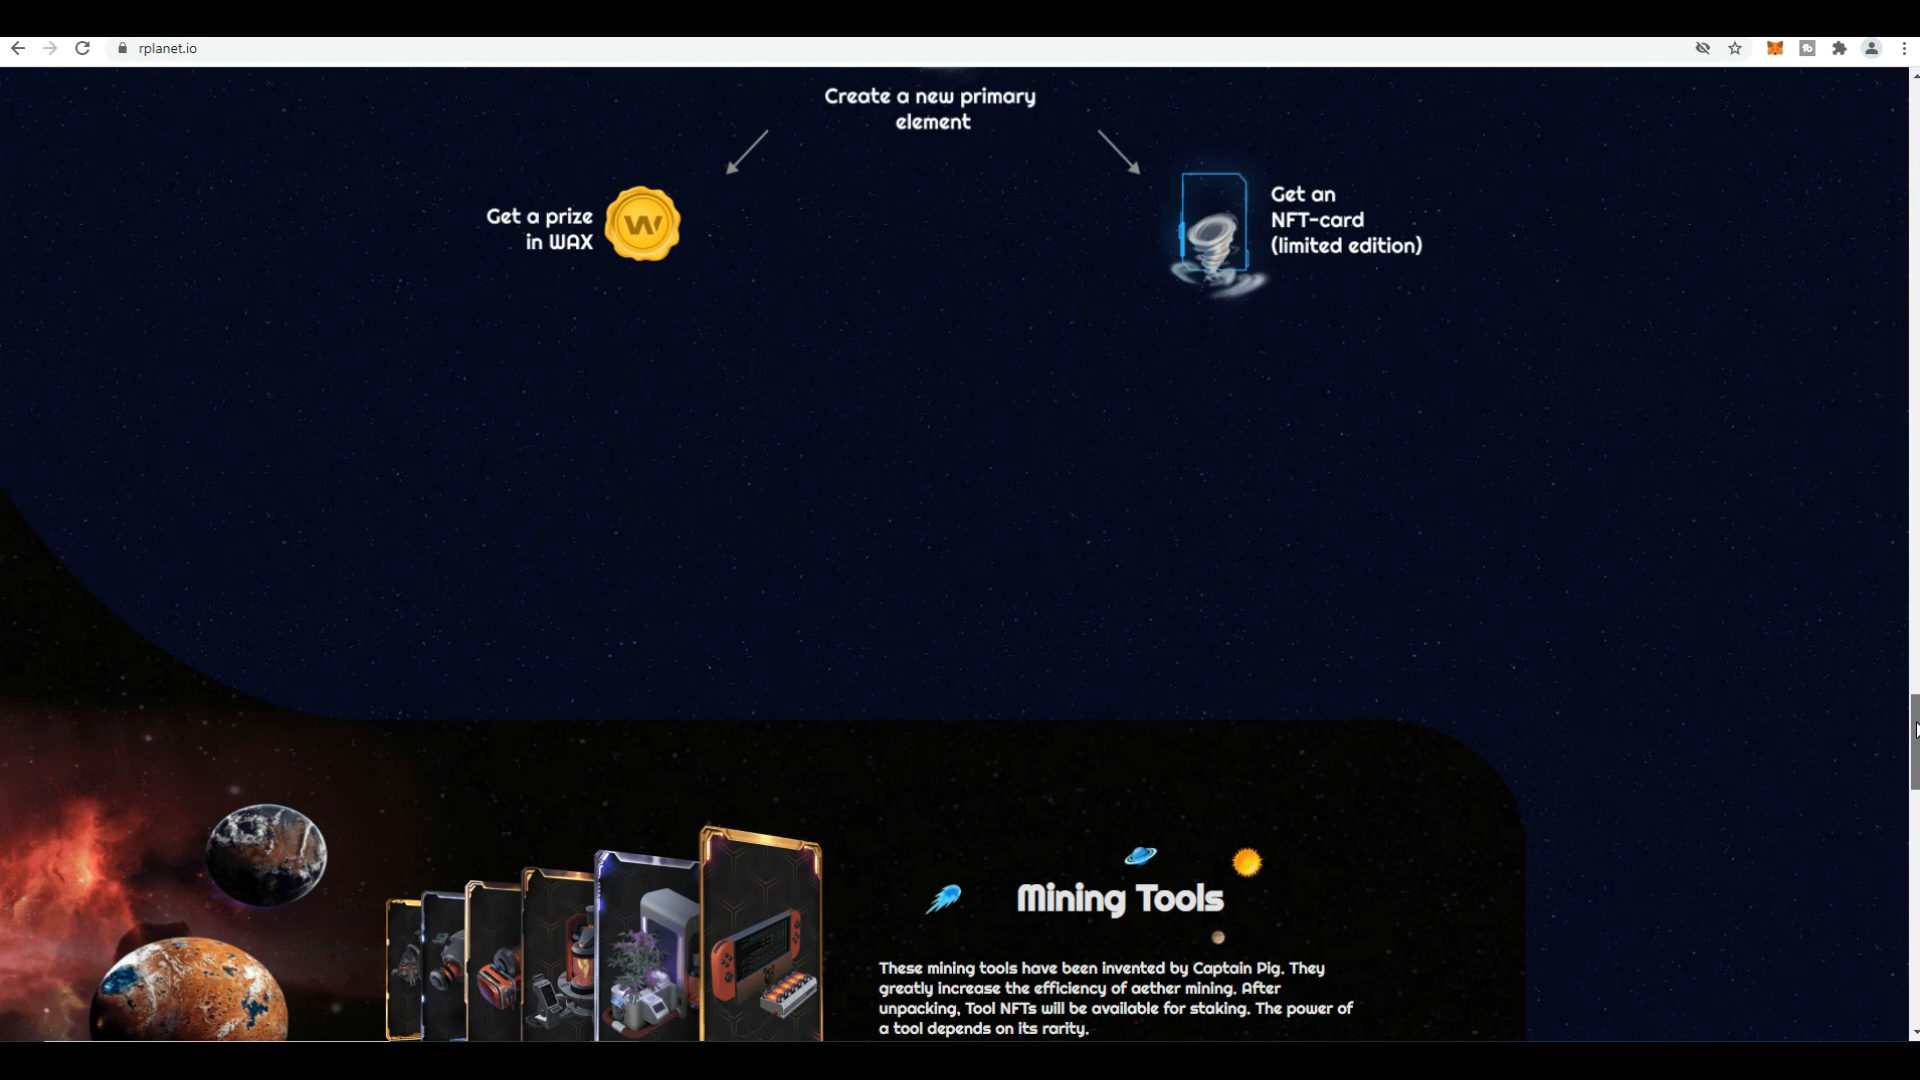 rplanet.io
Create a new primary
element
Get a prize
in WAX
Get an
NFT-card
(limited edition)
Mining Tools
These mining tools have been invented by Captain Pig. They
greatly increase the efficiency of aether mining. After
unpacking, Tool NFTs will be available for staking. The power of
a tool depends on its rarity.